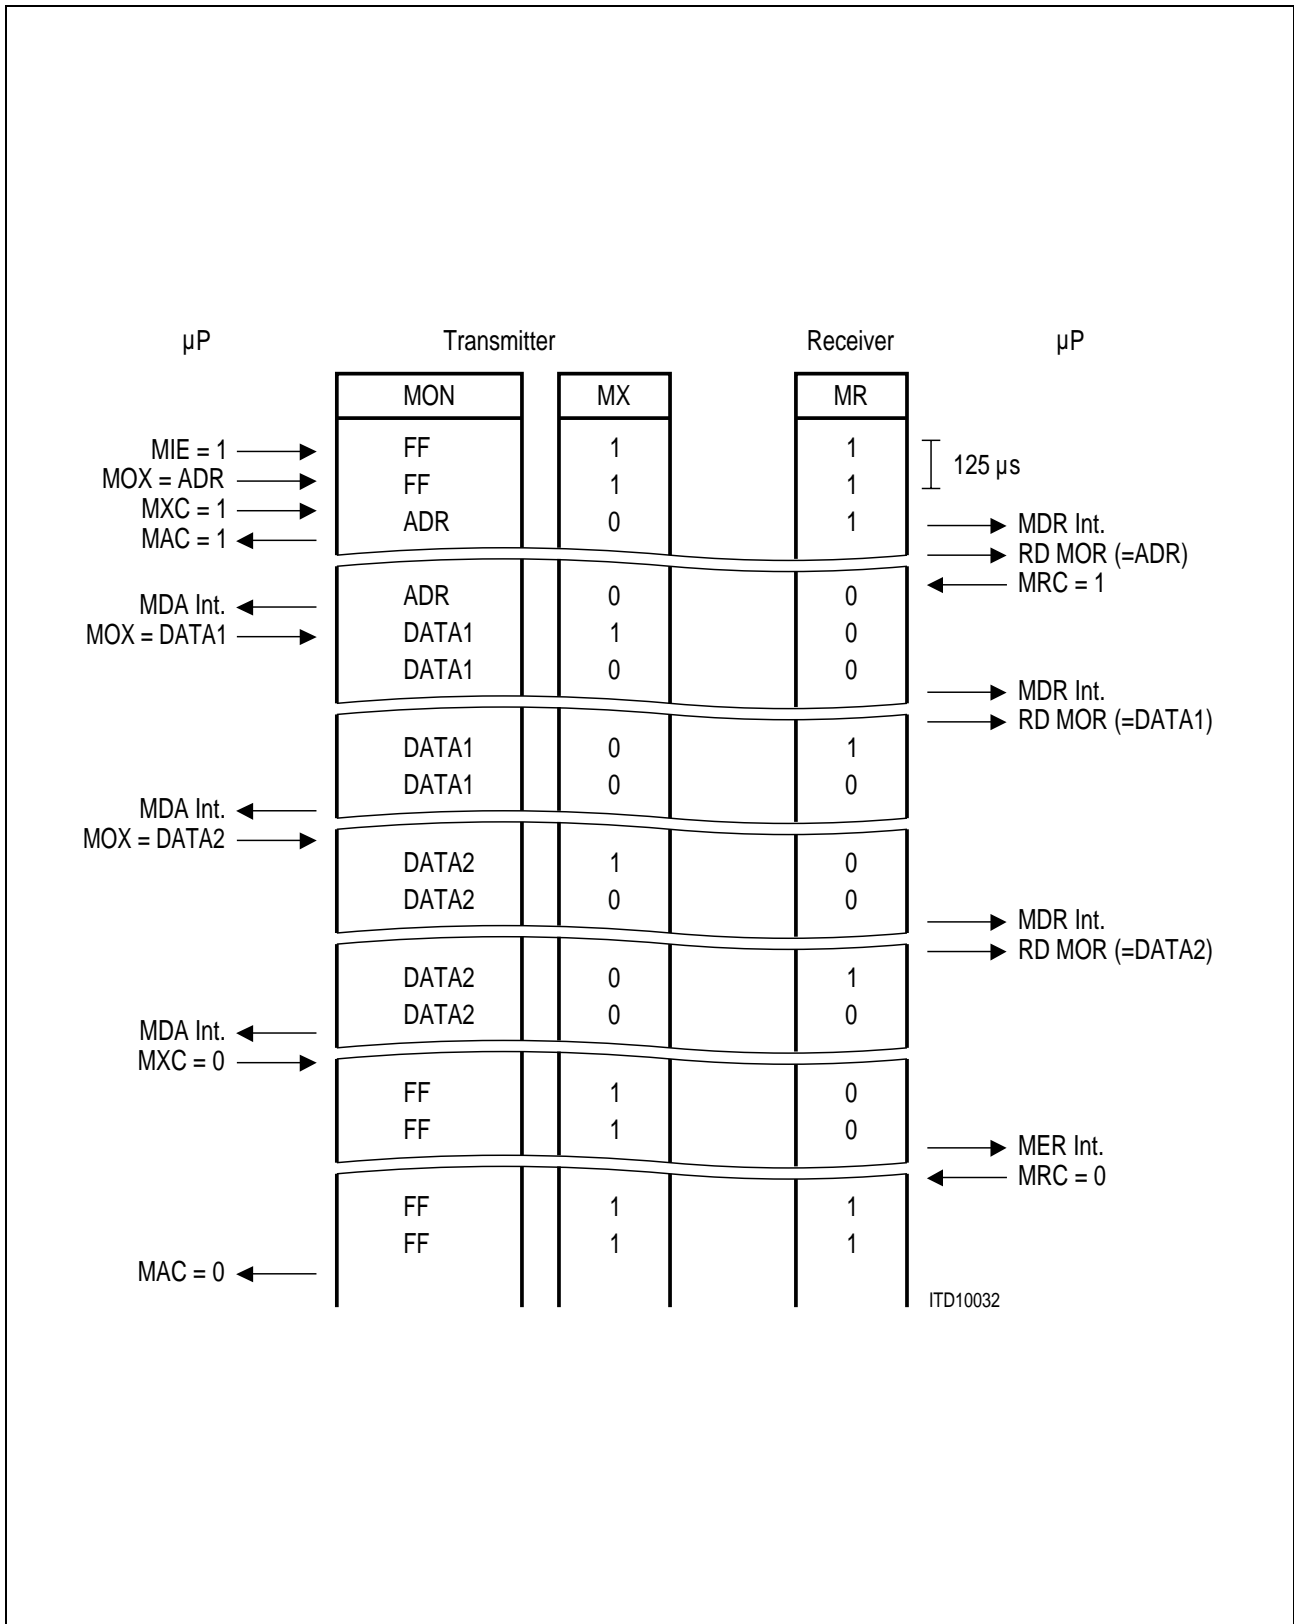 µP Transmitter Receiver µP
MON MX MR
MIE = 1 FF 1 1
125 µs
MOX = ADR FF 1 1
MXC = 1 ADR 0 1 MDR Int.
MAC = 1 RD MOR (=ADR)
MRC = 1
MDA Int. ADR 0 0
MOX = DATA1 DATA1 1 0
DATA1 0 0
MDR Int.
RD MOR (=DATA1)
DATA1 0 1
DATA1 0 0
MDA Int.
MOX = DATA2
DATA2 1 0
DATA2 0 0
MDR Int.
RD MOR (=DATA2)
DATA2 0 1
DATA2 0 0
MDA Int.
MXC = 0
FF 1 0
FF 1 0
MER Int.
MRC = 0
FF 1 1
FF 1 1
MAC = 0
ITD10032